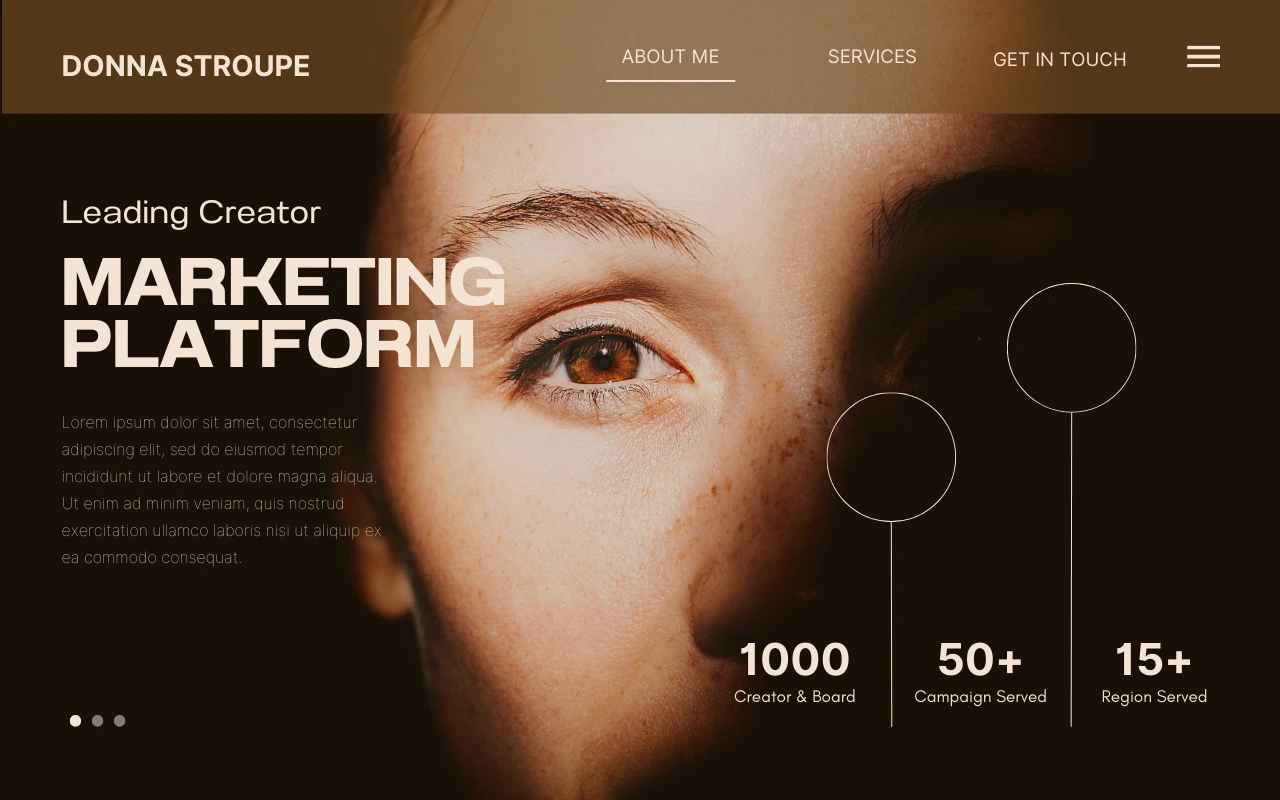 DONNA STROUPE
ABOUT ME
SERVICES
GET IN TOUCH
Leading Creator
MARKETING
PLATFORM
Lorem ipsum dolor sit amet, consectetur
adipiscing elit, sed do eiusmod tempor
incididunt ut labore et dolore magna aliqua.
Ut enim ad minim veniam, quis nostrud
exercitation ullamco laboris nisi ut aliquip ex
ea commodo consequat.
1000
Creator & Board
50+
Campaign Served
15+
Region Served